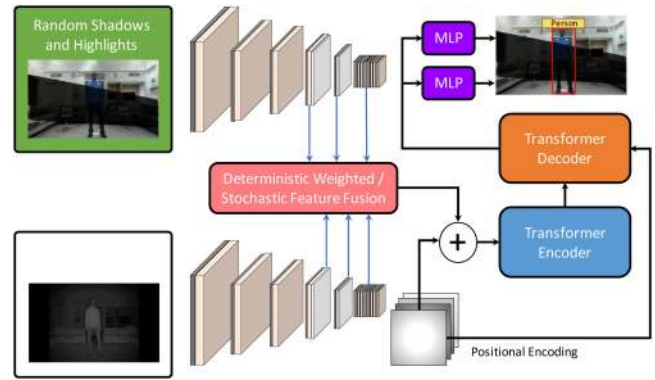 Random Shadows
and Highlights
MLP
MLP
Person
Deterministic Weighted /
Stochastic Feature Fusion
+
Transformer
Decoder
Transformer
Encoder
Positional Encoding